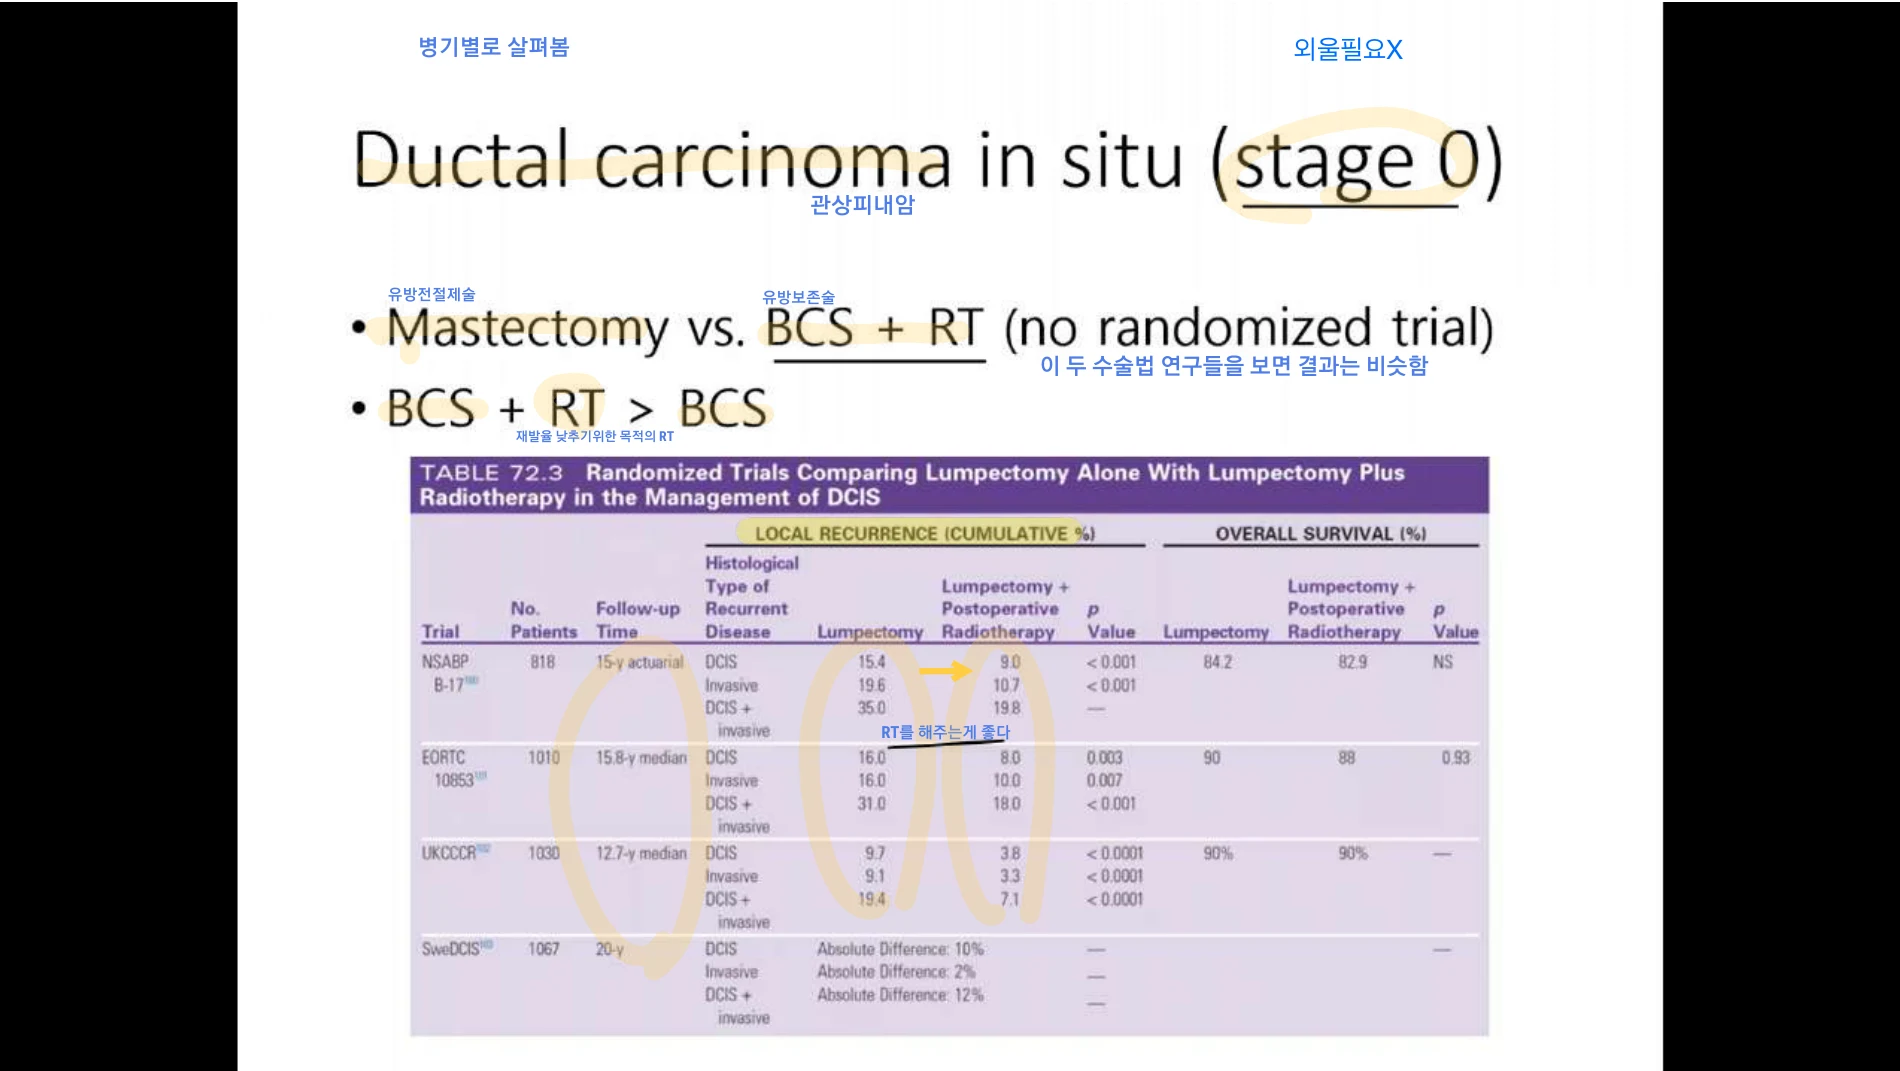 병기별로 살펴봄
외울필요X
Ductal carcinoma in situ (stage 0)
관상피내암
유방전절제술
유방보존술
• Mastectomy vs. BCS + RT (no randomized trial)
이 두 수술법 연구들을 보면 결과는 비슷함
• BCS + RT > BCS
재발율 낮추기위한 목적의 RT
TABLE 72.3 Randomized Trials Comparing Lumpectomy Alone With Lumpectomy Plus
Radiotherapy in the Management of DCIS
LOCAL RECURRENCE (CUMULATIVE %) OVERALL SURVIVAL (%)
Histological
Type of Lumpectomy + Lumpectomy +
No. Follow-up Recurrent Postoperative p Postoperative p
Trial Patients Time Disease Lumpectomy Radiotherapy Value Lumpectomy Radiotherapy Value
NSABP 818 15-y actuarial DCIS 15.4 9.0 < 0.001 84.2 82.9 NS
B-17 Invasive 19.6 10.7 < 0.001
DCIS + 35.0 19.8 —
invasive
RT를 해주는게 좋다
EORTC 1010 15.8-y median DCIS 16.0 8.0 0.003 90 88 0.93
10853 Invasive 16.0 10.0 0.007
DCIS + 31.0 18.0 < 0.001
invasive
UKCCCR 1030 12.7-y median DCIS 9.7 3.8 < 0.0001 90% 90% —
Invasive 9.1 3.3 < 0.0001
DCIS + 19.4 7.1 < 0.0001
invasive
SweDCIS 1067 20-y DCIS Absolute Difference: 10% — —
Invasive Absolute Difference: 2% —
DCIS + Absolute Difference: 12% —
invasive